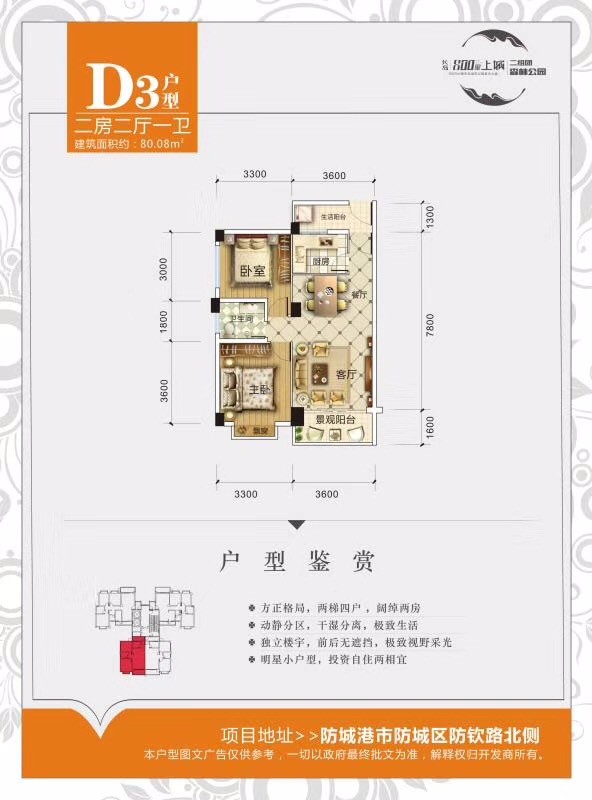 D3户型
二房二厅一卫
建筑面积约：80.08m²
长瀛 800里上城 二组团
森林公园
3300 3600
生活阳台
1300
厨房
卧室
3000
餐厅
卫生间
1800
7800
客厅
主卧
3600
景观阳台
飘窗
1600
3300 3600
户型鉴赏
※ 方正格局，两梯四户，阔绰两房
※ 动静分区，干湿分离，极致生活
※ 独立楼宇，前后无遮挡，极致视野采光
※ 明星小户型，投资自住两相宜
项目地址>>防城港市防城区防钦路北侧
本户型图文广告仅供参考，一切以政府最终批文为准，解释权归开发商所有。